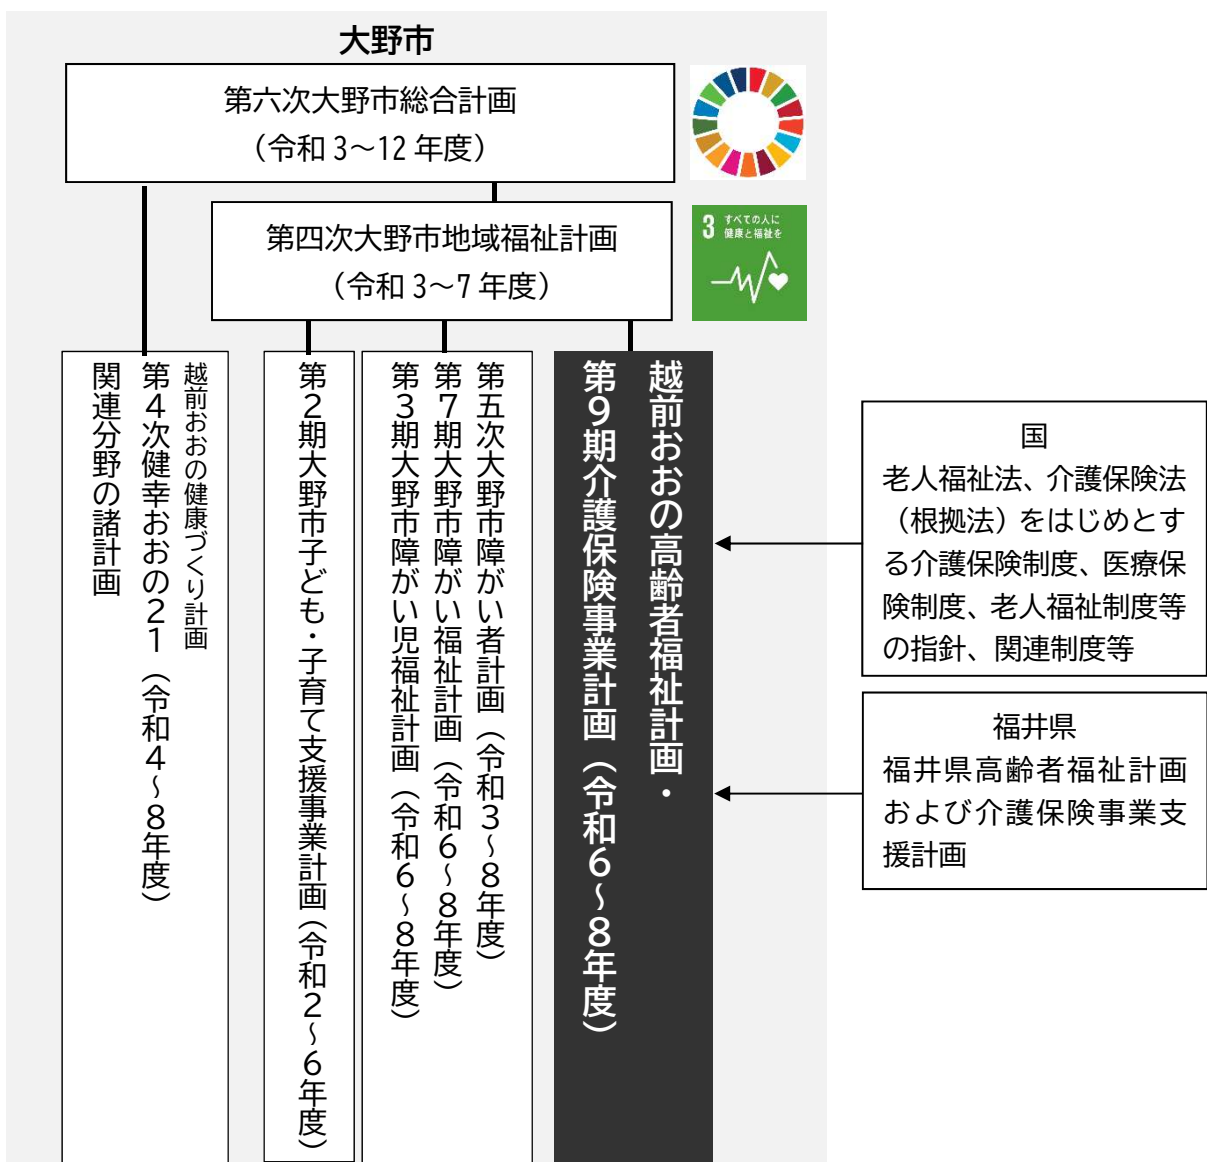 大野市
第六次大野市総合計画
（令和 3～12 年度）
第四次大野市地域福祉計画
（令和 3～7 年度）
3 すべての人に
健康と福祉を
越前おおの健康づくり計画
第４次健幸おおの２１（令和４～８年度）
関連分野の諸計画
第２期大野市子ども・子育て支援事業計画（令和２～６年度）
第五次大野市障がい者計画（令和３～８年度）
第７期大野市障がい福祉計画（令和６～８年度）
第３期大野市障がい児福祉計画（令和６～８年度）
越前おおの高齢者福祉計画・
第９期介護保険事業計画（令和６～８年度）
国
老人福祉法、介護保険法
（根拠法）をはじめとす
る介護保険制度、医療保
険制度、老人福祉制度等
の指針、関連制度等
福井県
福井県高齢者福祉計画
および介護保険事業支
援計画